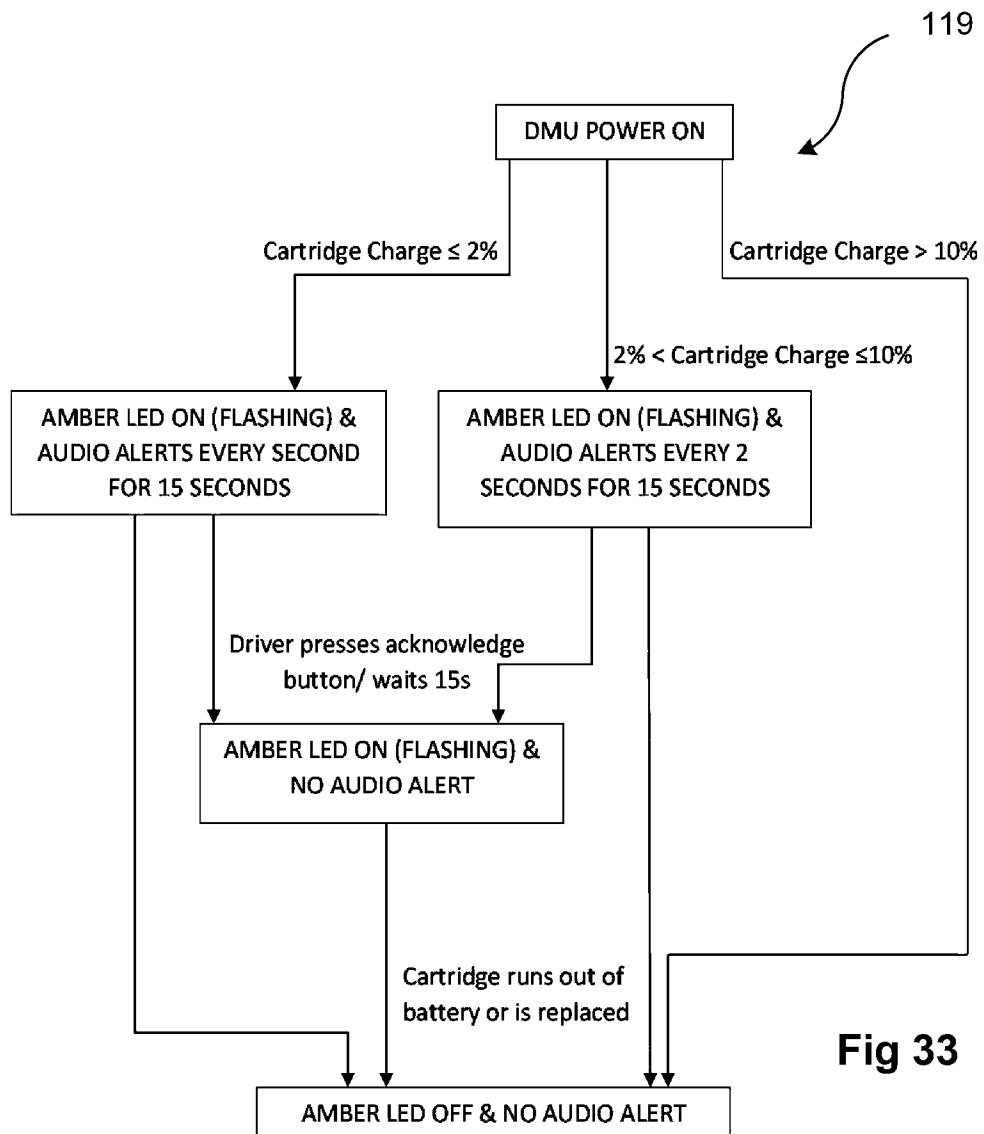 119
DMU POWER ON
Cartridge Charge ≤ 2%
Cartridge Charge > 10%
2% < Cartridge Charge ≤10%
AMBER LED ON (FLASHING) &
AUDIO ALERTS EVERY SECOND
FOR 15 SECONDS
AMBER LED ON (FLASHING) &
AUDIO ALERTS EVERY 2
SECONDS FOR 15 SECONDS
Driver presses acknowledge
button/ waits 15s
AMBER LED ON (FLASHING) &
NO AUDIO ALERT
Cartridge runs out of
battery or is replaced
Fig 33
AMBER LED OFF & NO AUDIO ALERT